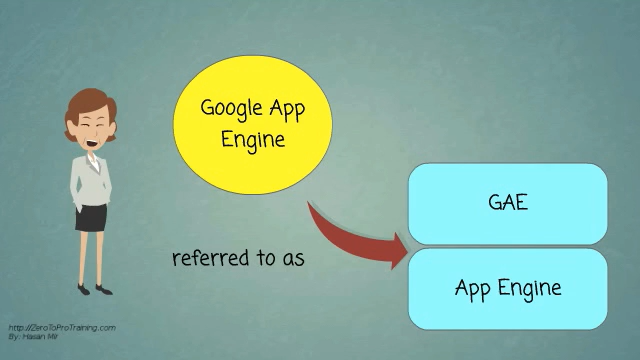 Google App
Engine
referred to as
GAE
App Engine
http://ZeroToProTraining.com
By: Hasan Mir